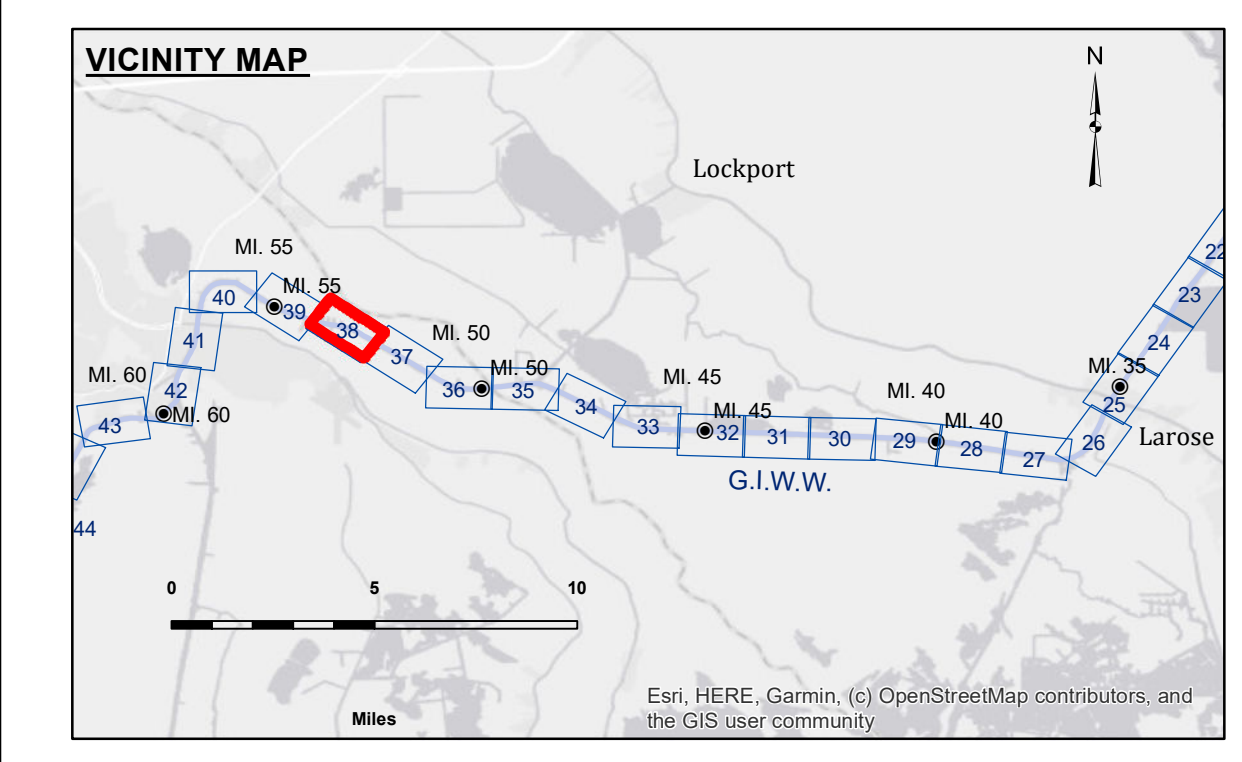 VICINITY MAP
N
Lockport
22
MI. 55
23
MI. 55
40
39
38
24
MI. 50
41
37
MI. 35
MI. 60
MI. 50
MI. 45
42
36
35
MI. 40
25
34
MI. 60
43
MI. 45
MI. 40
33
32
31
30
29
28
27
26
Larose
G.I.W.W.
44
0 5 10
Miles
Esri, HERE, Garmin, (c) OpenStreetMap contributors, and
the GIS user community